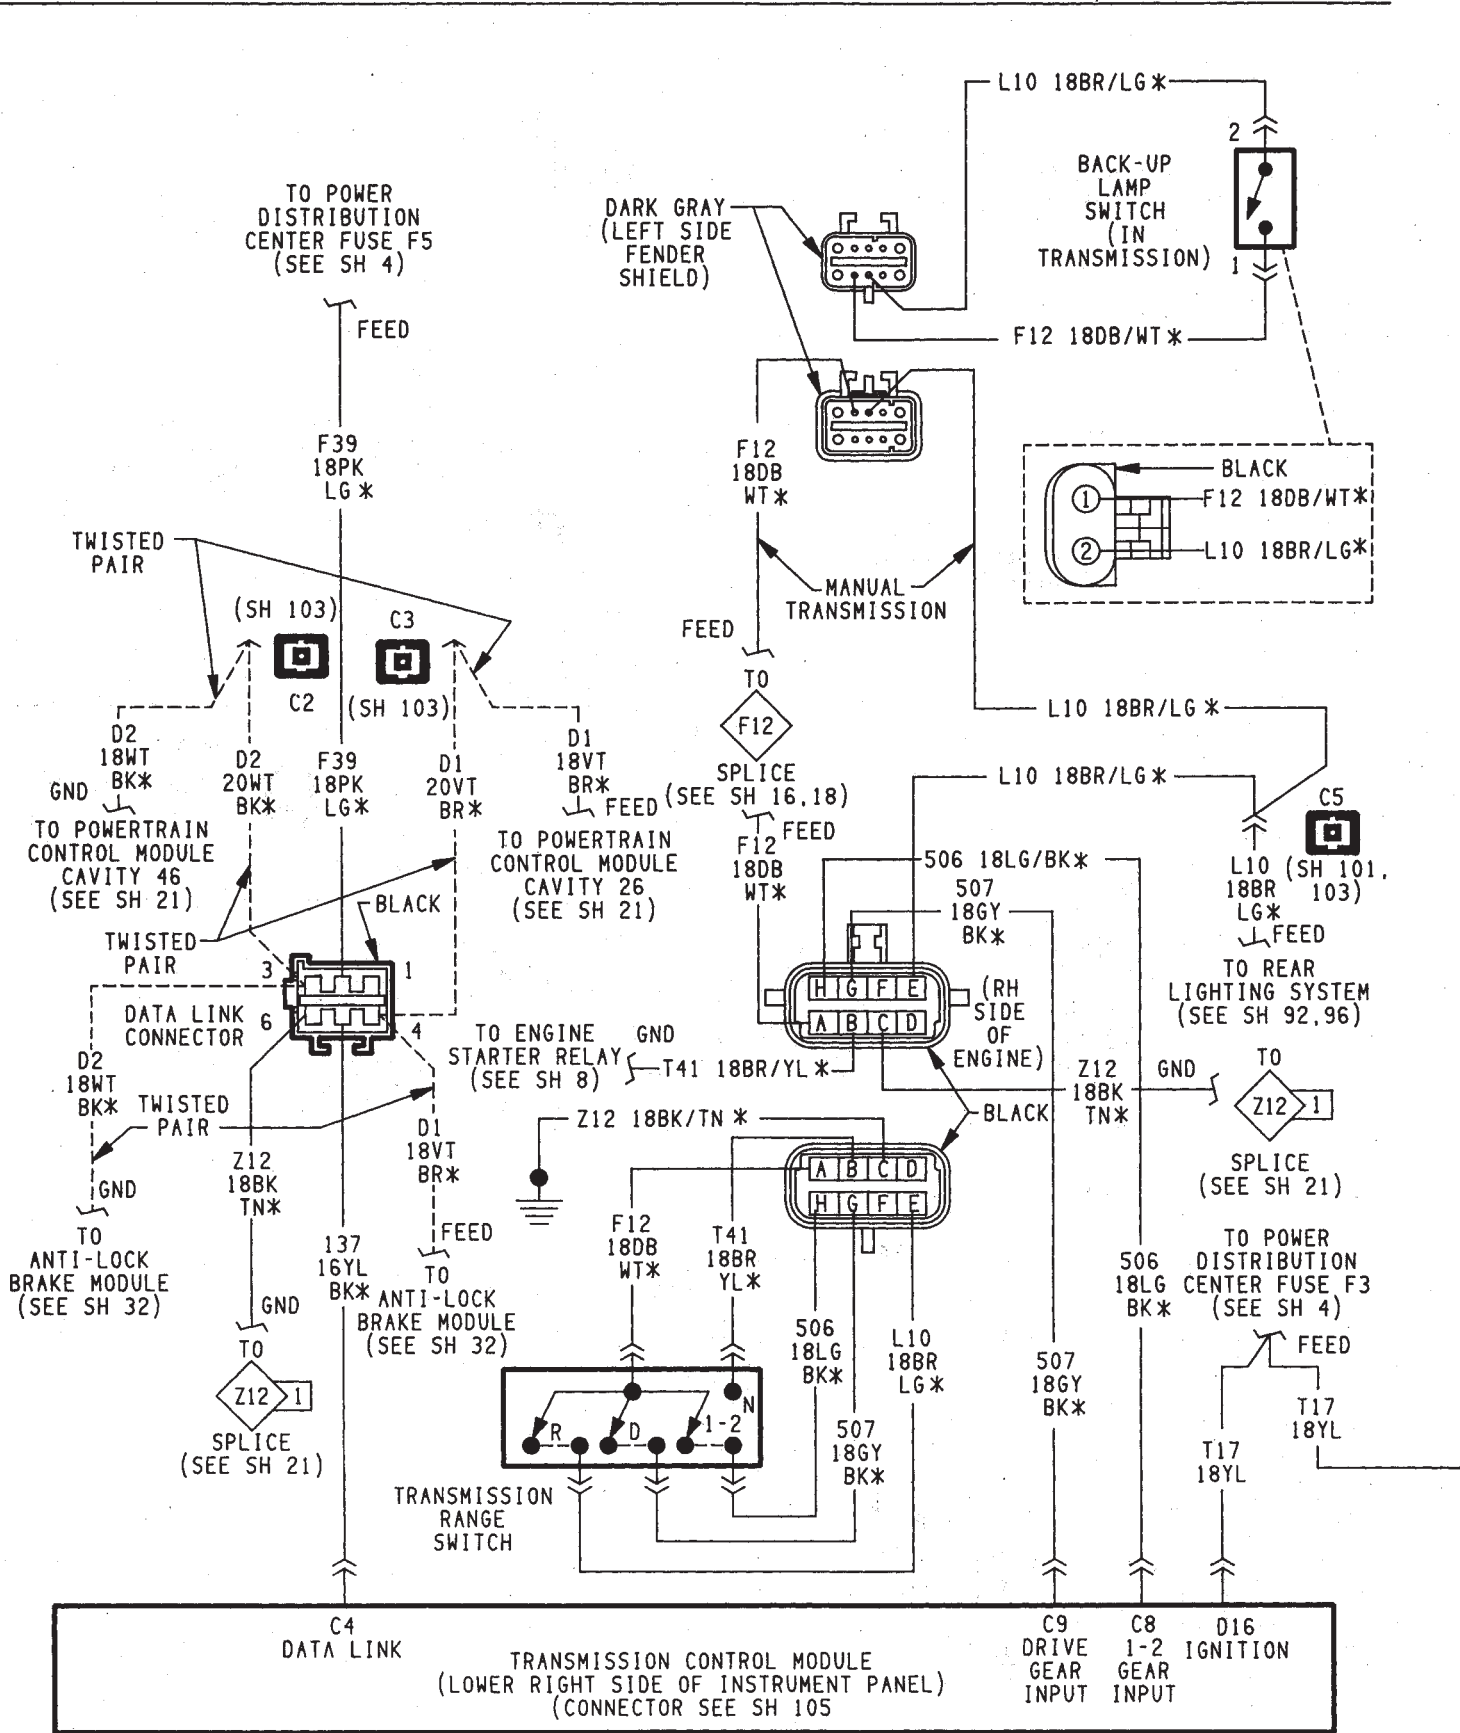 L10 18BR/LG*
2
BACK-UP
LAMP
SWITCH
(IN
TRANSMISSION)
1
TO POWER
DISTRIBUTION
CENTER FUSE F5
(SEE SH 4)
FEED
DARK GRAY
(LEFT SIDE
FENDER
SHIELD)
F12 18DB/WT*
F39
18PK
LG*
F12
18DB
WT*
BLACK
1
F12 18DB/WT*
2
L10 18BR/LG*
TWISTED
PAIR
MANUAL
TRANSMISSION
(SH 103)
C2
C3
(SH 103)
FEED
TO
F12
SPLICE
(SEE SH 16,18)
FEED
L10 18BR/LG*
D2
18WT
BK*
GND
TO POWERTRAIN
CONTROL MODULE
CAVITY 46
(SEE SH 21)
D2
20WT
BK*
F39
18PK
LG*
D1
20VT
BR*
D1
18VT
BR*
FEED
TO POWERTRAIN
CONTROL MODULE
CAVITY 26
(SEE SH 21)
F12
18DB
WT*
L10 18BR/LG*
C5
(SH 101,
103)
506 18LG/BK*
507
18GY
BK*
L10
18BR
LG*
FEED
TO REAR
LIGHTING SYSTEM
(SEE SH 92,96)
BLACK
TWISTED
PAIR
3
1
DATA LINK
CONNECTOR
6
4
H G F E
A B C D
(RH
SIDE
OF
ENGINE)
TO ENGINE
STARTER RELAY
(SEE SH 8)
GND
T41 18BR/YL*
Z12
18BK
TN*
GND
TO
Z12 1
SPLICE
(SEE SH 21)
D2
18WT
BK*
TWISTED
PAIR
GND
TO
ANTI-LOCK
BRAKE MODULE
(SEE SH 32)
D1
18VT
BR*
FEED
TO
ANTI-LOCK
BRAKE MODULE
(SEE SH 32)
Z12 18BK/TN*
BLACK
A B C D
H G F E
Z12
18BK
TN*
GND
TO
Z12 1
SPLICE
(SEE SH 21)
137
16YL
BK*
F12
18DB
WT*
T41
18BR
YL*
506
18LG
BK*
L10
18BR
LG*
507
18GY
BK*
N
R
D
1-2
TRANSMISSION
RANGE
SWITCH
507
18GY
BK*
506
18LG
BK*
TO POWER
DISTRIBUTION
CENTER FUSE F3
(SEE SH 4)
FEED
T17
18YL
T17
18YL
C4
DATA LINK
TRANSMISSION CONTROL MODULE
(LOWER RIGHT SIDE OF INSTRUMENT PANEL)
(CONNECTOR SEE SH 105
C9
DRIVE
GEAR
INPUT
C8
1-2
GEAR
INPUT
D16
IGNITION